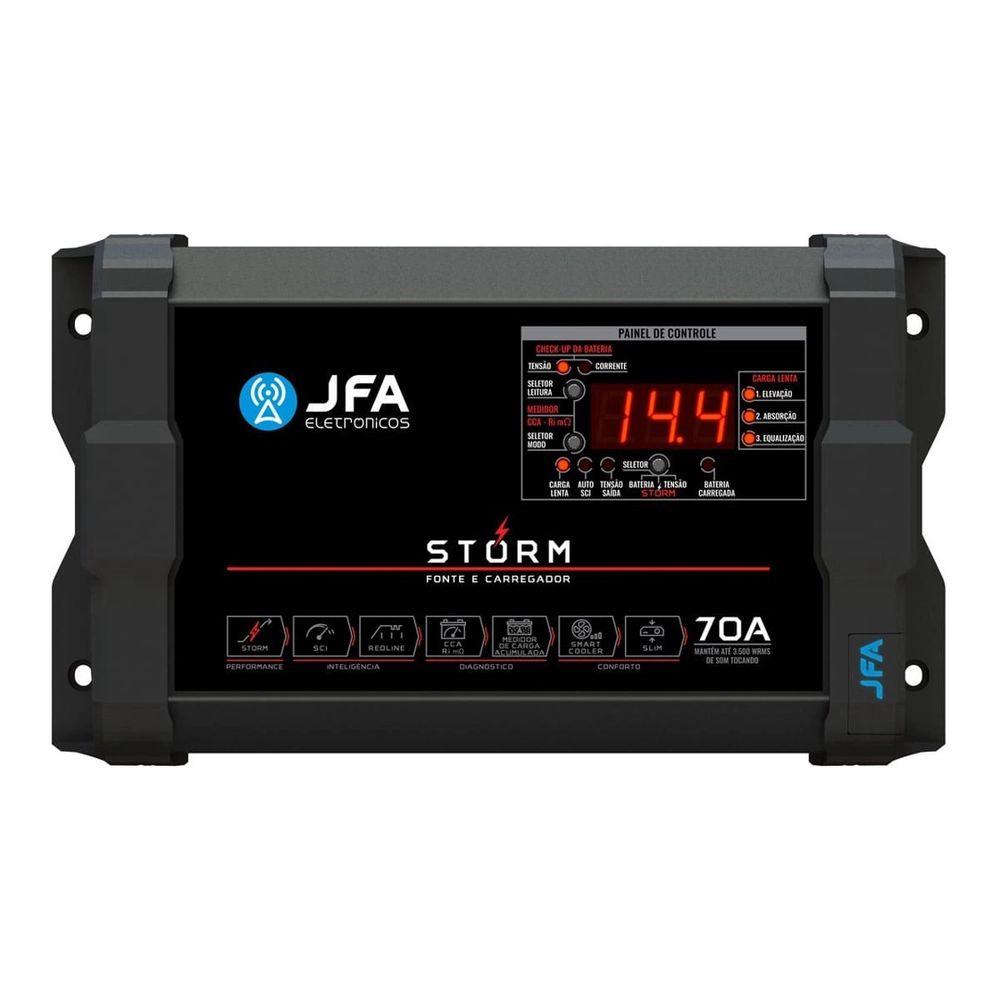 JFA
ELETRONICOS
PAINEL DE CONTROLE
CHECK-UP DA BATERIA
TENSÃO CORRENTE
SELETOR
LEITURA
MEDIDOR
CCA - Ri mΩ
SELETOR
MODO
14.4
CARGA LENTA
1. ELEVAÇÃO
2. ABSORÇÃO
3. EQUALIZAÇÃO
SELETOR
CARGA
LENTA
AUTO
SCI
TENSÃO
SAÍDA
BATERIA TENSÃO
STORM
BATERIA
CARREGADA
STORM
FONTE E CARREGADOR
STORM
SCI
REDLINE
CCA
Ri mΩ
MEDIDOR
DE CARGA
ACUMULADA
SMART
COOLER
SLIM
PERFORMANCE
INTELIGÊNCIA
DIAGNÓSTICO
CONFORTO
70A
MANTÉM ATÉ 3.500 WRMS
DE SOM TOCANDO
JFA